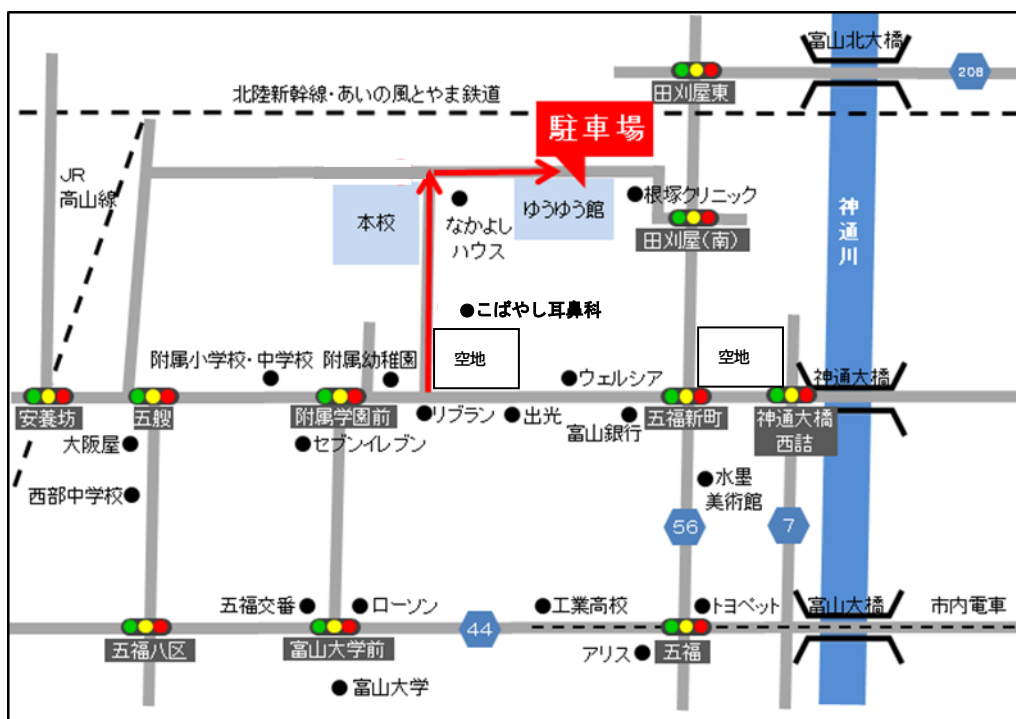 富山北大橋
208
田刈屋東
北陸新幹線・あいの風とやま鉄道
駐車場
JR
高山線
本校
なかよし
ハウス
ゆうゆう館
根塚クリニック
田刈屋(南)
神通川
こばやし耳鼻科
附属小学校・中学校
附属幼稚園
空地
ウェルシア
空地
神通大橋
安養坊
五艘
附属学園前
リブラン
出光
富山銀行
五福新町
神通大橋
西詰
大阪屋
セブンイレブン
西部中学校
水墨
美術館
56
7
五福交番
ローソン
44
工業高校
トヨペット
富山大橋
市内電車
五福八区
富山大学前
アリス
五福
富山大学